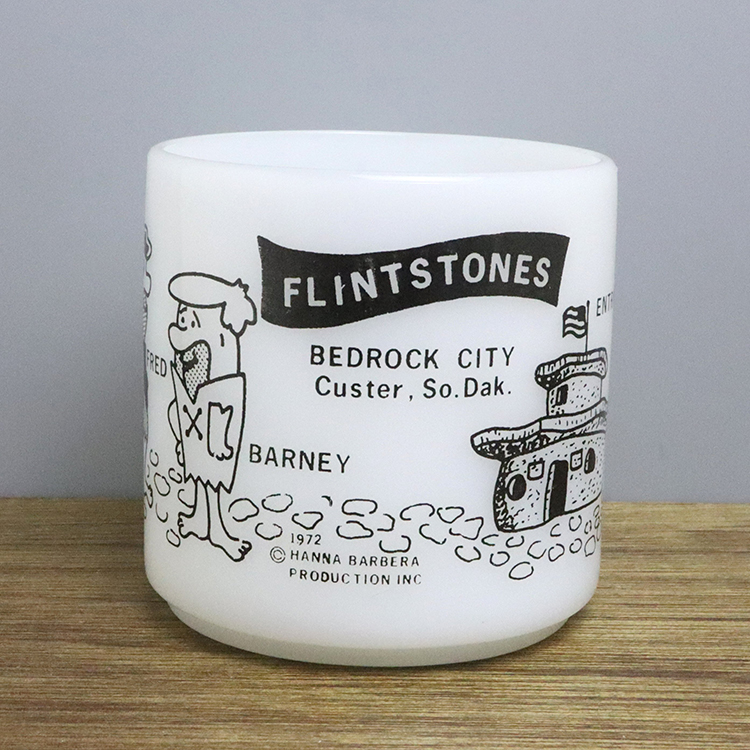 FLINTSTONES
BEDROCK CITY
Custer, So. Dak.
FRED
BARNEY
1972
© HANNA BARBERA
PRODUCTION INC